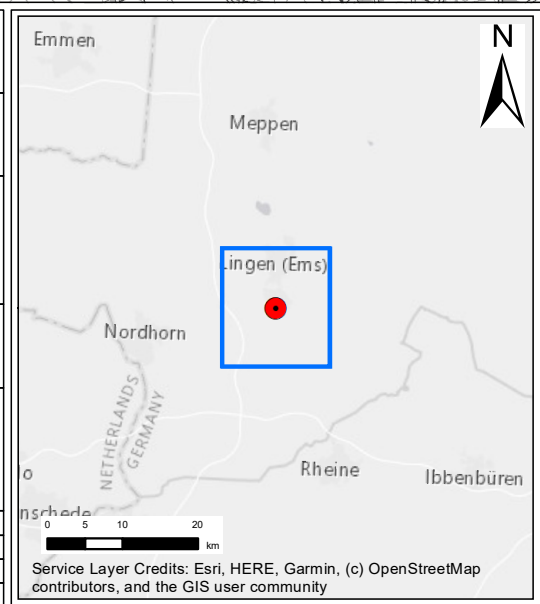 N
Emmen
Meppen
Lingen (Ems)
Nordhorn
NETHERLANDS
GERMANY
Rheine
Ibbenbüren
nschede
0 5 10 20
km
Service Layer Credits: Esri, HERE, Garmin, (c) OpenStreetMap
contributors, and the GIS user community